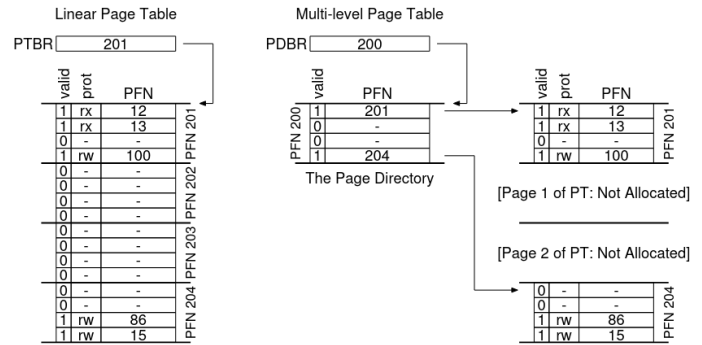 Linear Page Table
PTBR 201
valid prot PFN
1 rx 12
1 rx 13
0 - -
1 rw 100
PFN 201
0 - -
0 - -
0 - -
0 - -
PFN 202
0 - -
0 - -
0 - -
0 - -
PFN 203
0 - -
0 - -
1 rw 86
1 rw 15
PFN 204
Multi-level Page Table
PDBR 200
valid PFN
PFN 200
1 201
0 -
0 -
1 204
The Page Directory
valid prot PFN
1 rx 12
1 rx 13
0 - -
1 rw 100
PFN 201
[Page 1 of PT: Not Allocated]
[Page 2 of PT: Not Allocated]
0 - -
0 - -
1 rw 86
1 rw 15
PFN 204